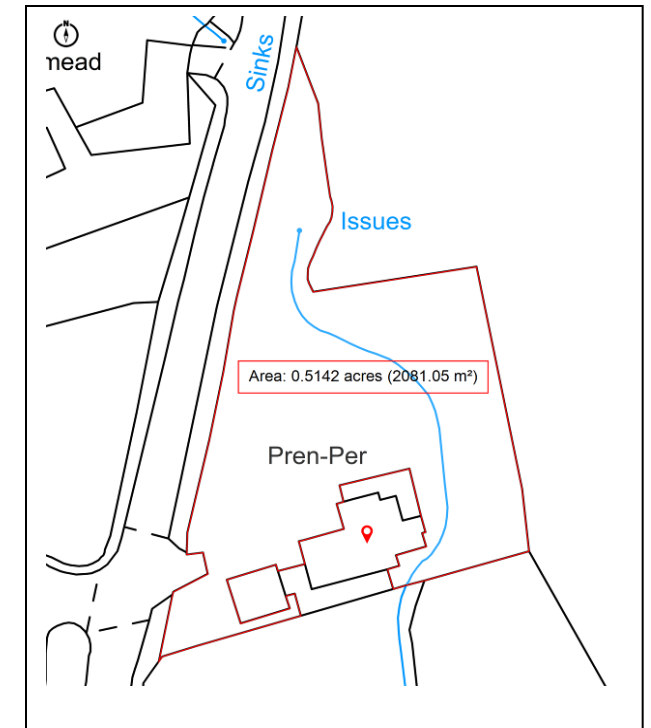 N
mead
Sinks
Issues
Area: 0.5142 acres (2081.05 m²)
Pren-Per